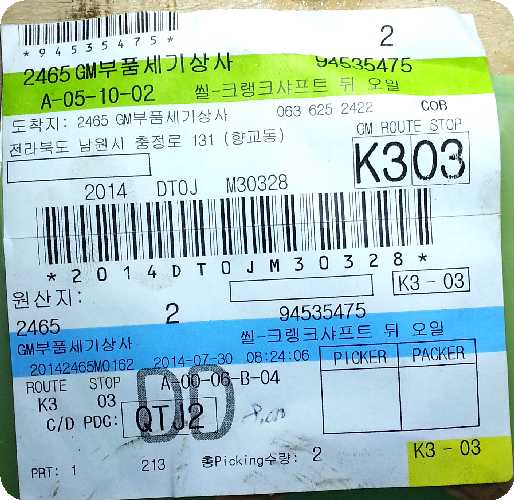 *94535475*
2
2465 GM부품세기상사 94535475
A-05-10-02 씰-크랭크샤프트 뒤 오일
도착지: 2465 GM부품세기상사 063 625 2422 COB
전라북도 남원시 충정로 131 (향교동)
GM ROUTE STOP
K3 03
2014 DT0J M30328
*2014DT0JM30328*
원산지:
K3 - 03
2465 2 94535475
GM부품세기상사 씰-크랭크샤프트 뒤 오일
20142465M0162 2014-07-30 08:24:06
PICKER PACKER
ROUTE STOP A-00-06-B-04
K3 03
DD
C/D PDC: QTJ2
PRT: 1 213 총Picking수량: 2
K3 - 03